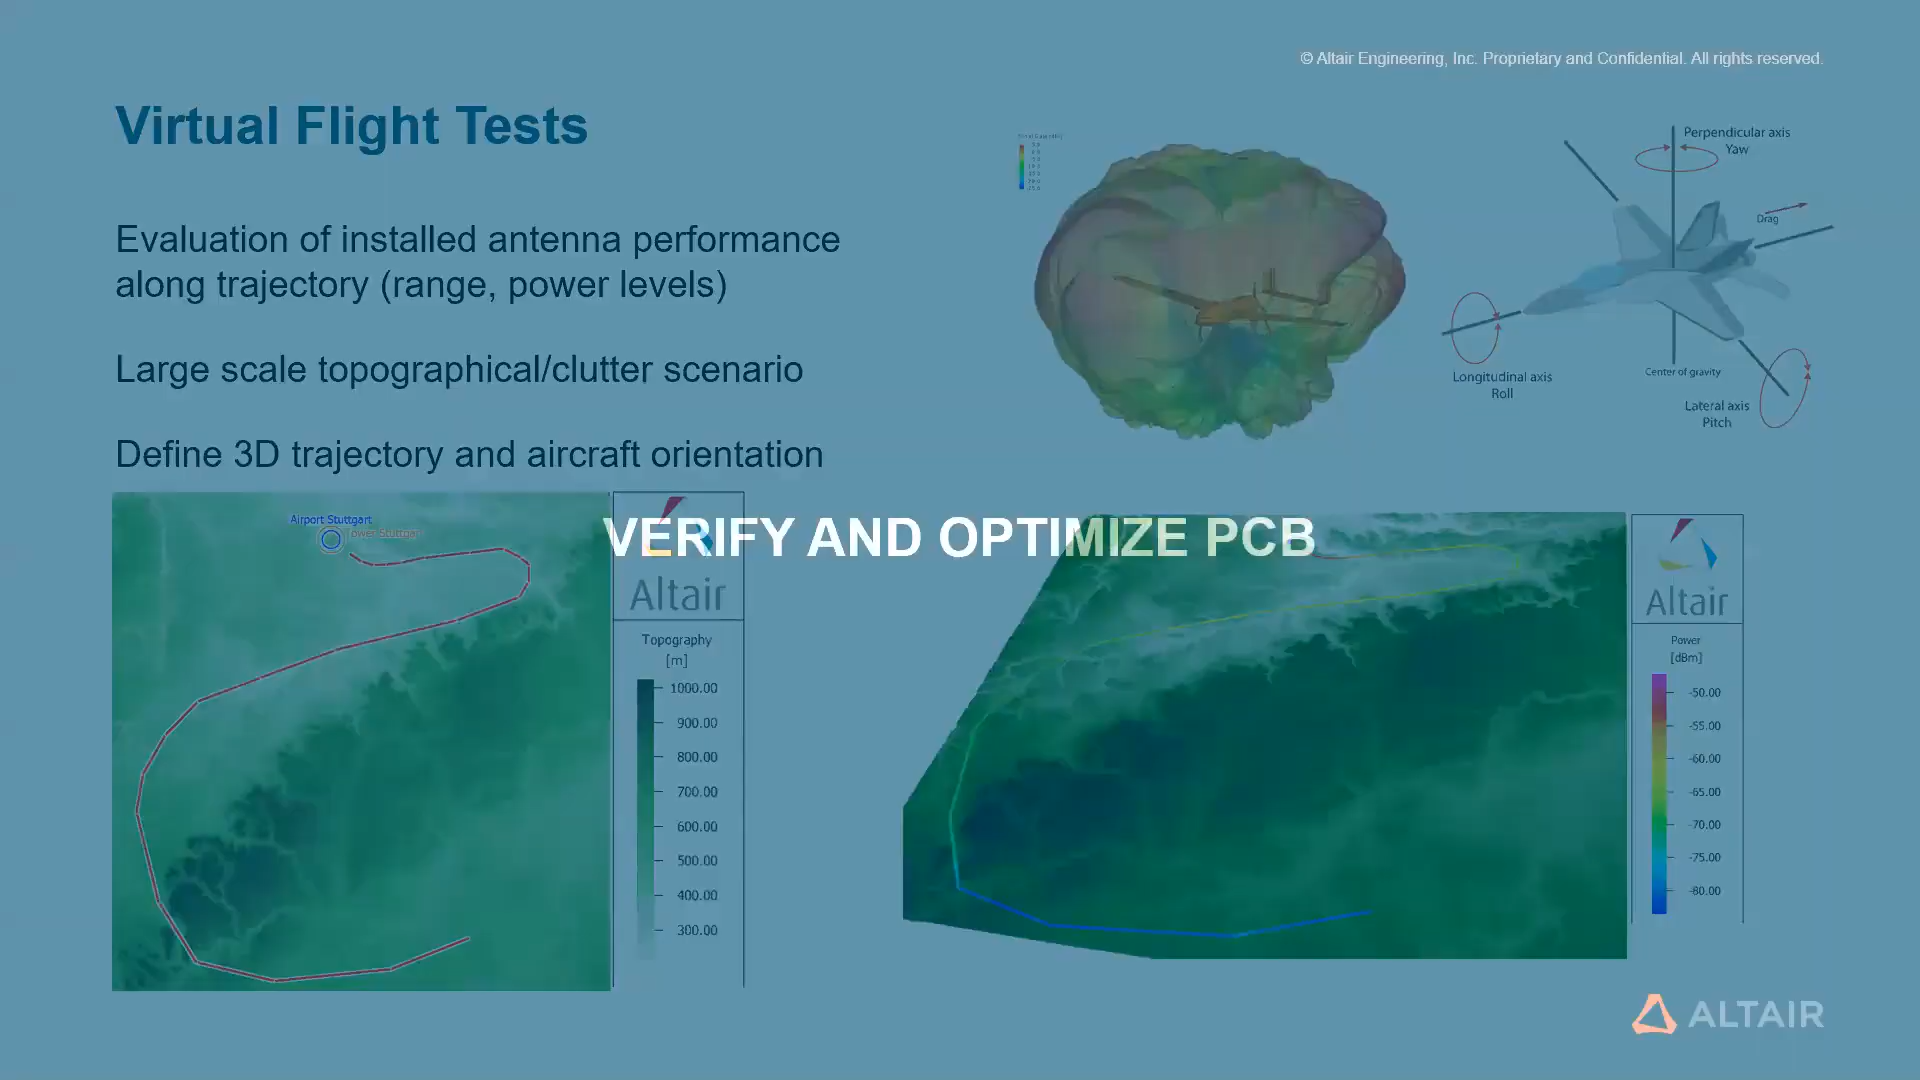 © Altair Engineering, Inc. Proprietary and Confidential. All rights reserved.
Virtual Flight Tests
Evaluation of installed antenna performance
along trajectory (range, power levels)
Large scale topographical/clutter scenario
Define 3D trajectory and aircraft orientation
Perpendicular axis
Yaw
Drag
Longitudinal axis
Roll
Center of gravity
Lateral axis
Pitch
VERIFY AND OPTIMIZE PCB
Airport Stuttgart
Tower Stuttgart
Altair
Topography
[m]
1000.00
900.00
800.00
700.00
600.00
500.00
400.00
300.00
Altair
Power
[dBm]
-50.00
-55.00
-60.00
-65.00
-70.00
-75.00
-80.00
ALTAIR